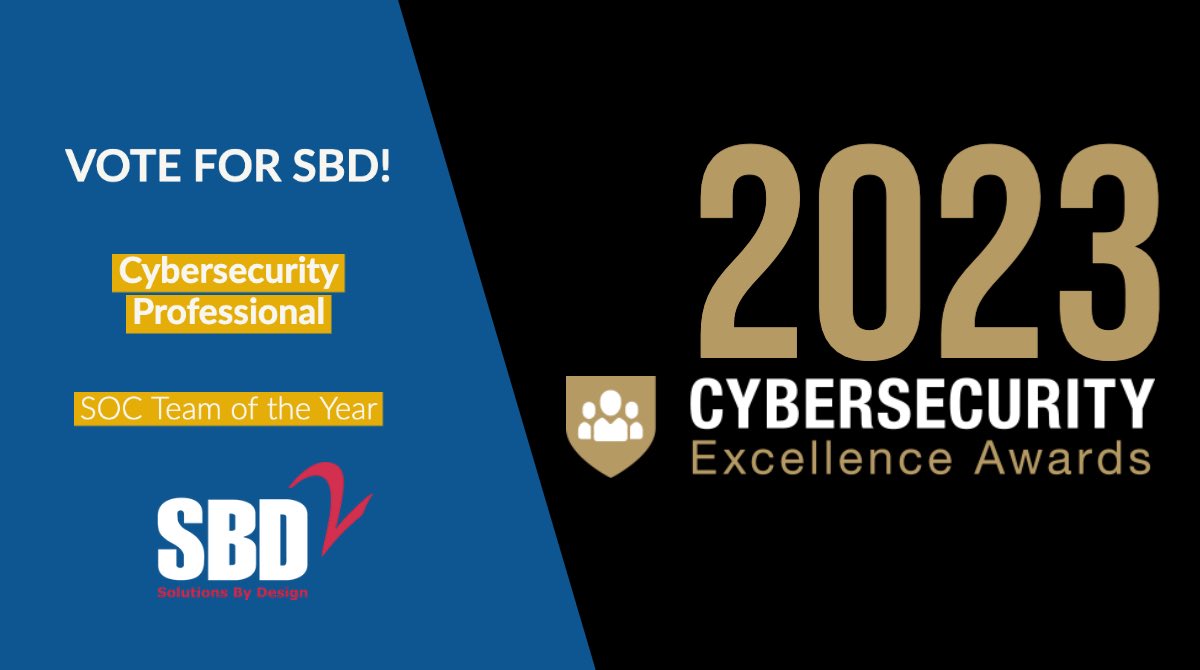 VOTE FOR SBD!
Cybersecurity
Professional
SOC Team of the Year
SBD
Solutions By Design
2023
CYBERSECURITY
Excellence Awards